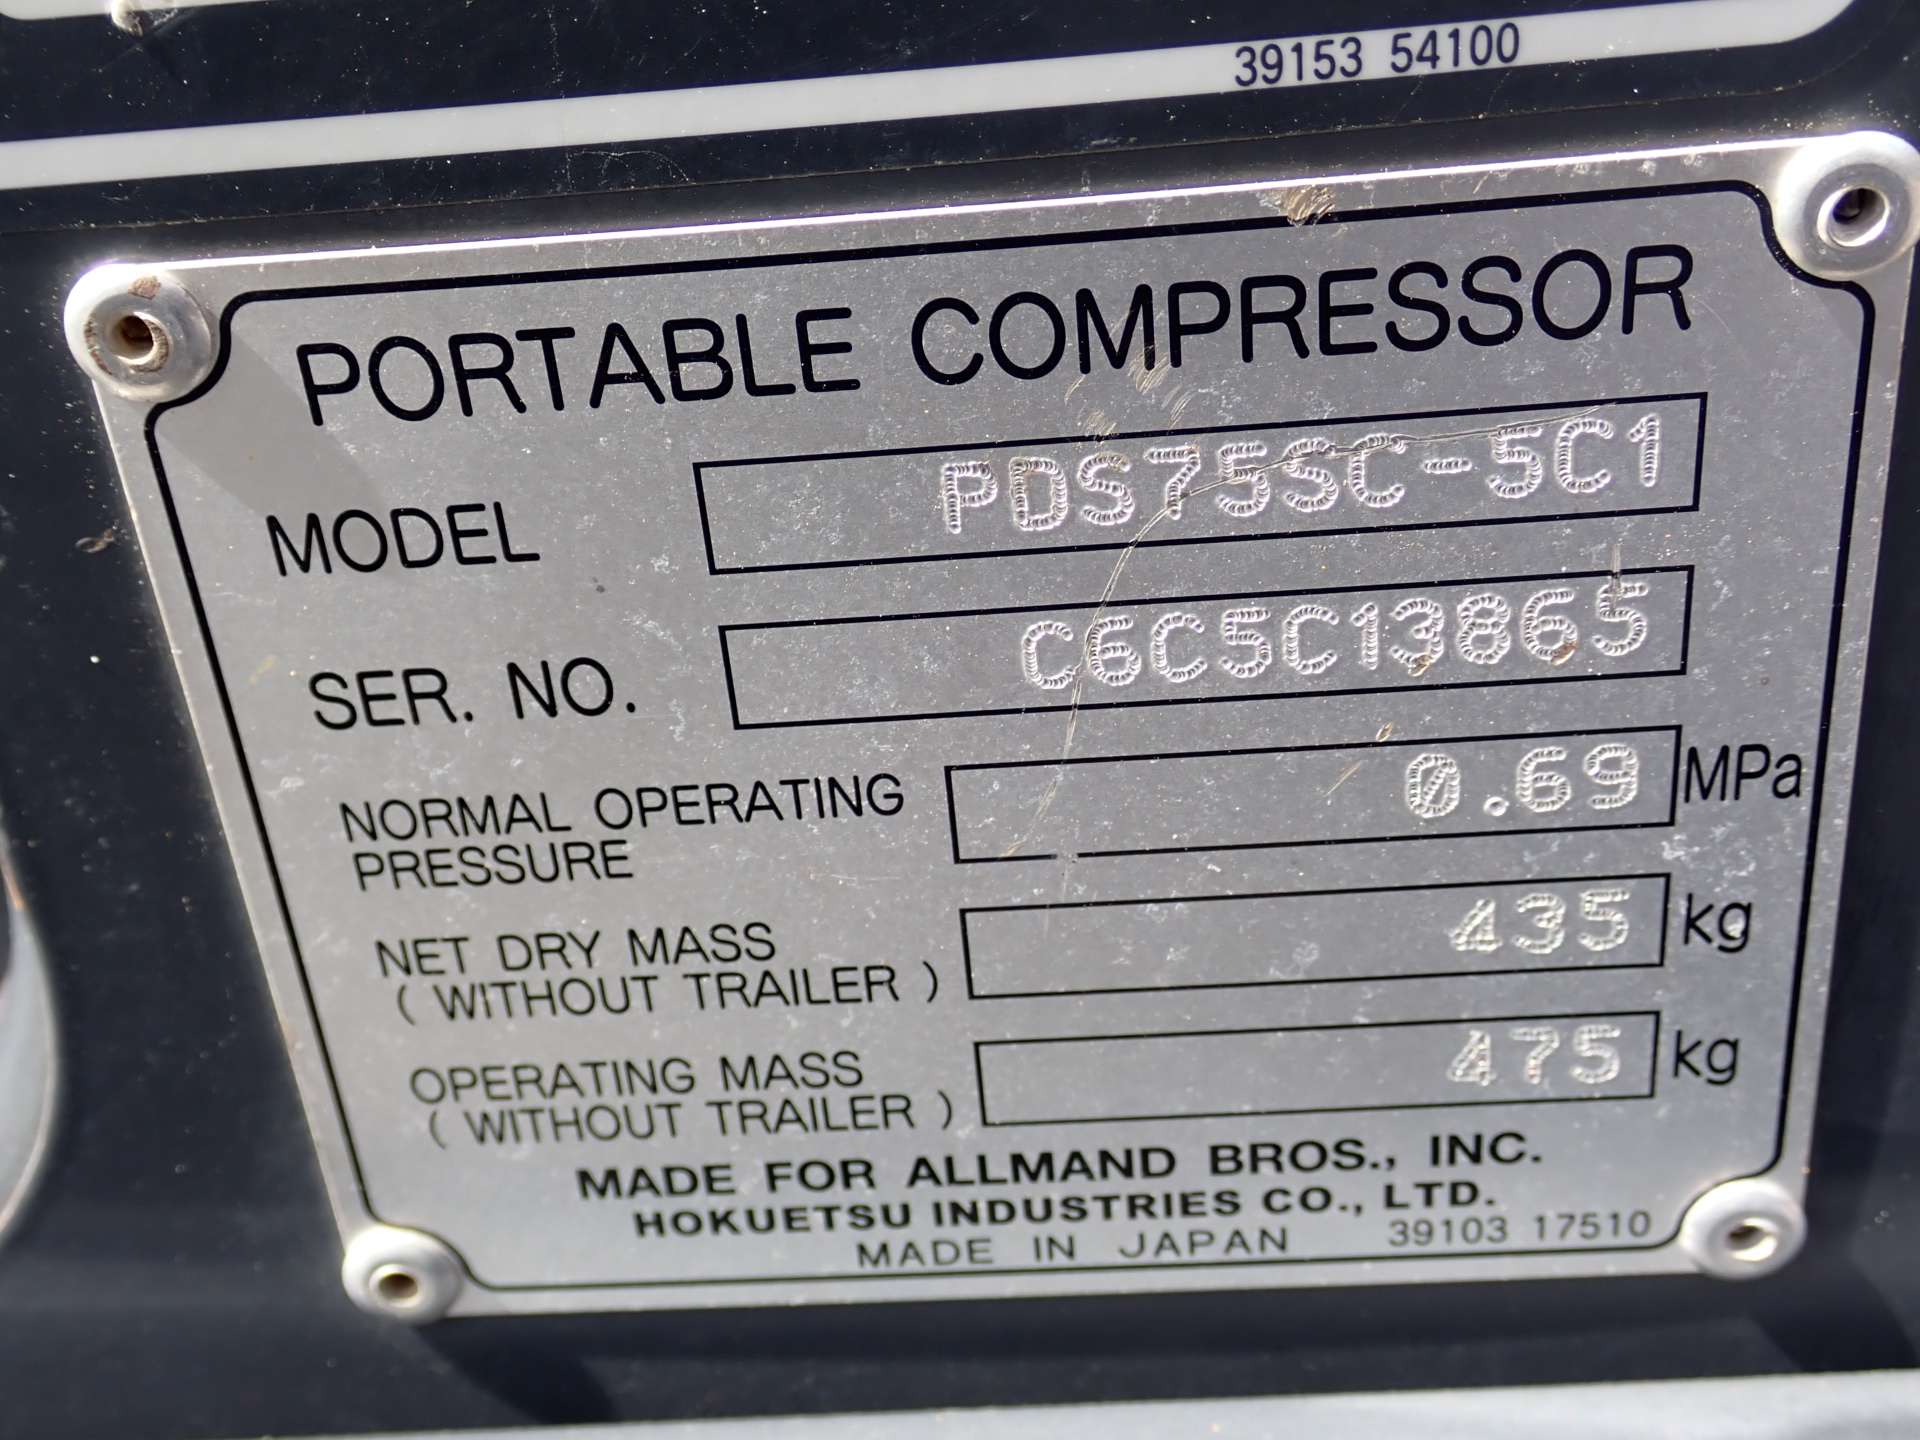 39153 54100
PORTABLE COMPRESSOR
MODEL PDS75SC-5C1
SER. NO. C6C5C13865
NORMAL OPERATING
PRESSURE 0.69 MPa
NET DRY MASS
( WITHOUT TRAILER ) 435 kg
OPERATING MASS
( WITHOUT TRAILER ) 475 kg
MADE FOR ALLMAND BROS., INC.
HOKUETSU INDUSTRIES CO., LTD.
MADE IN JAPAN 39103 17510